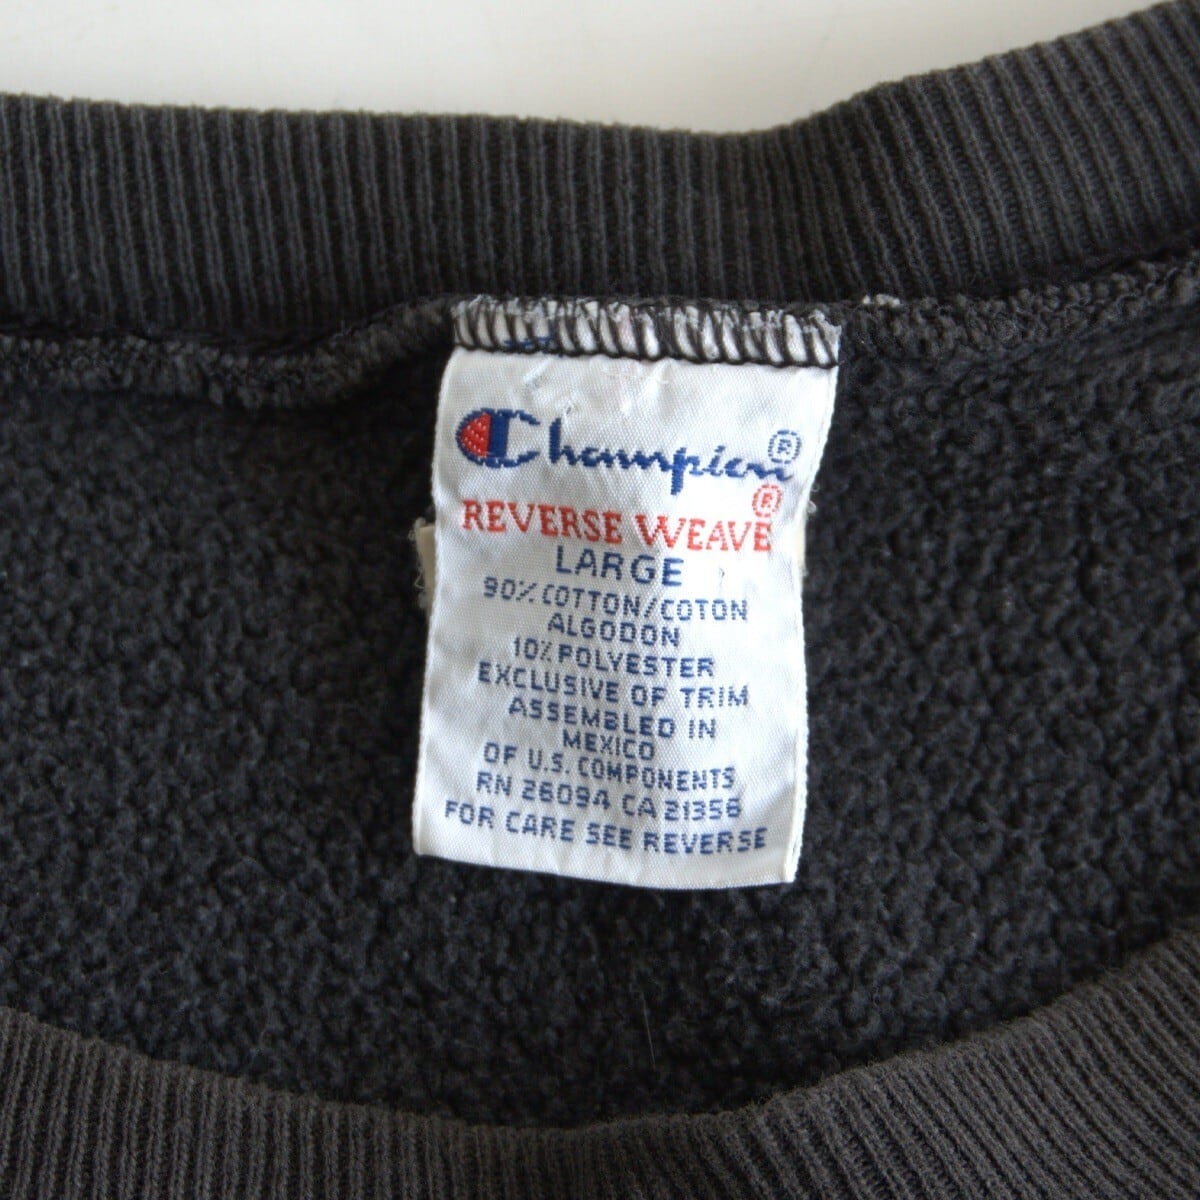 Champion®
REVERSE WEAVE®
LARGE
90% COTTON/COTON
ALGODON
10% POLYESTER
EXCLUSIVE OF TRIM
ASSEMBLED IN
MEXICO
OF U.S. COMPONENTS
RN 26094 CA 21356
FOR CARE SEE REVERSE